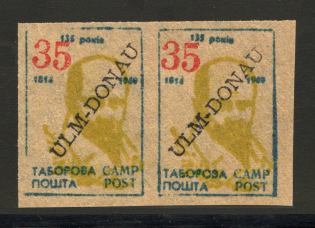 135 років
35
1814 1949
ULM-DONAU
ТАБОРОВА CAMP
ПОШТА POST
135 років
35
1814 1949
ULM-DONAU
ТАБОРОВА CAMP
ПОШТА POST